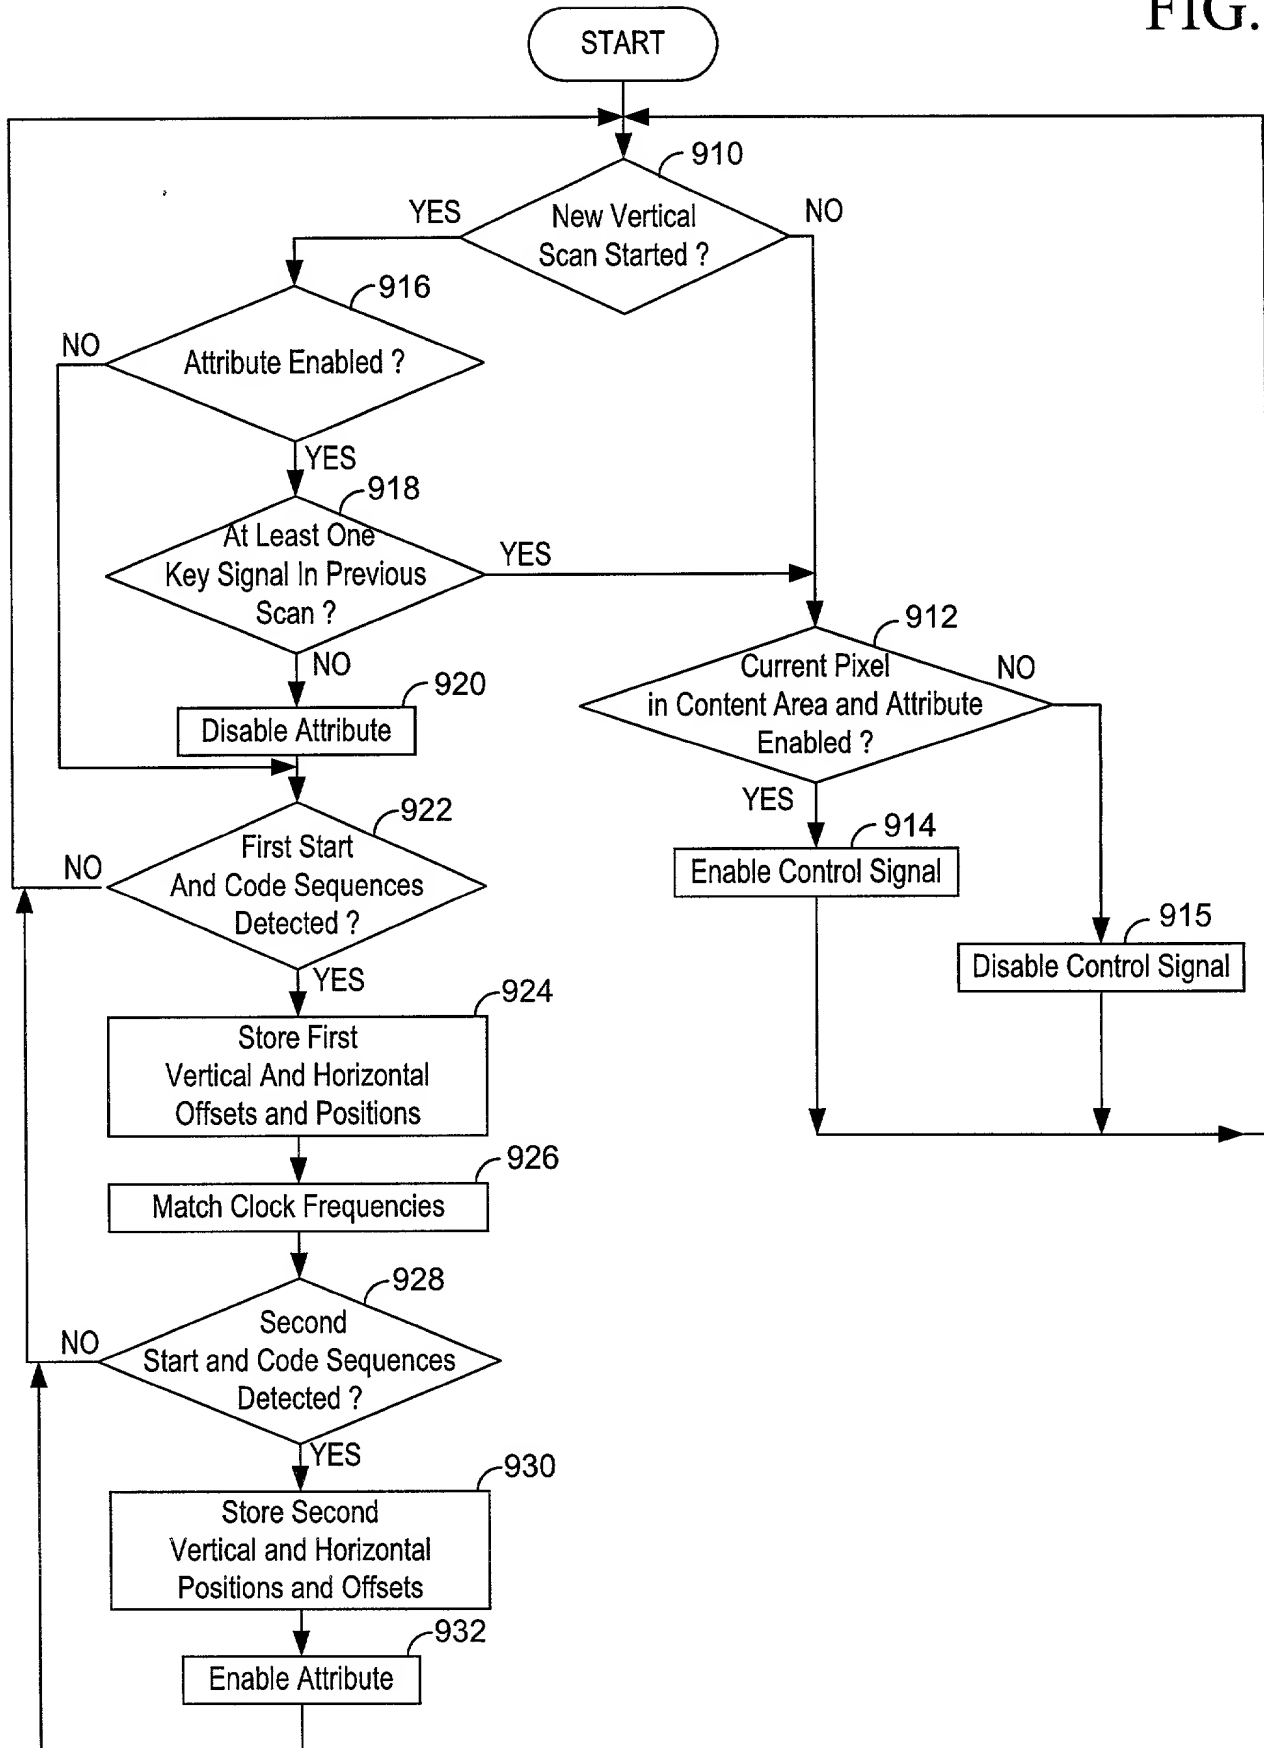 FIG.
START
910
YES
New Vertical
Scan Started ?
NO
916
NO
Attribute Enabled ?
YES
918
At Least One
Key Signal In Previous
Scan ?
YES
NO
912
Current Pixel
in Content Area and Attribute
Enabled ?
NO
YES
920
Disable Attribute
922
First Start
And Code Sequences
Detected ?
NO
YES
914
Enable Control Signal
915
Disable Control Signal
924
Store First
Vertical And Horizontal
Offsets and Positions
926
Match Clock Frequencies
928
Second
Start and Code Sequences
Detected ?
NO
YES
930
Store Second
Vertical and Horizontal
Positions and Offsets
932
Enable Attribute